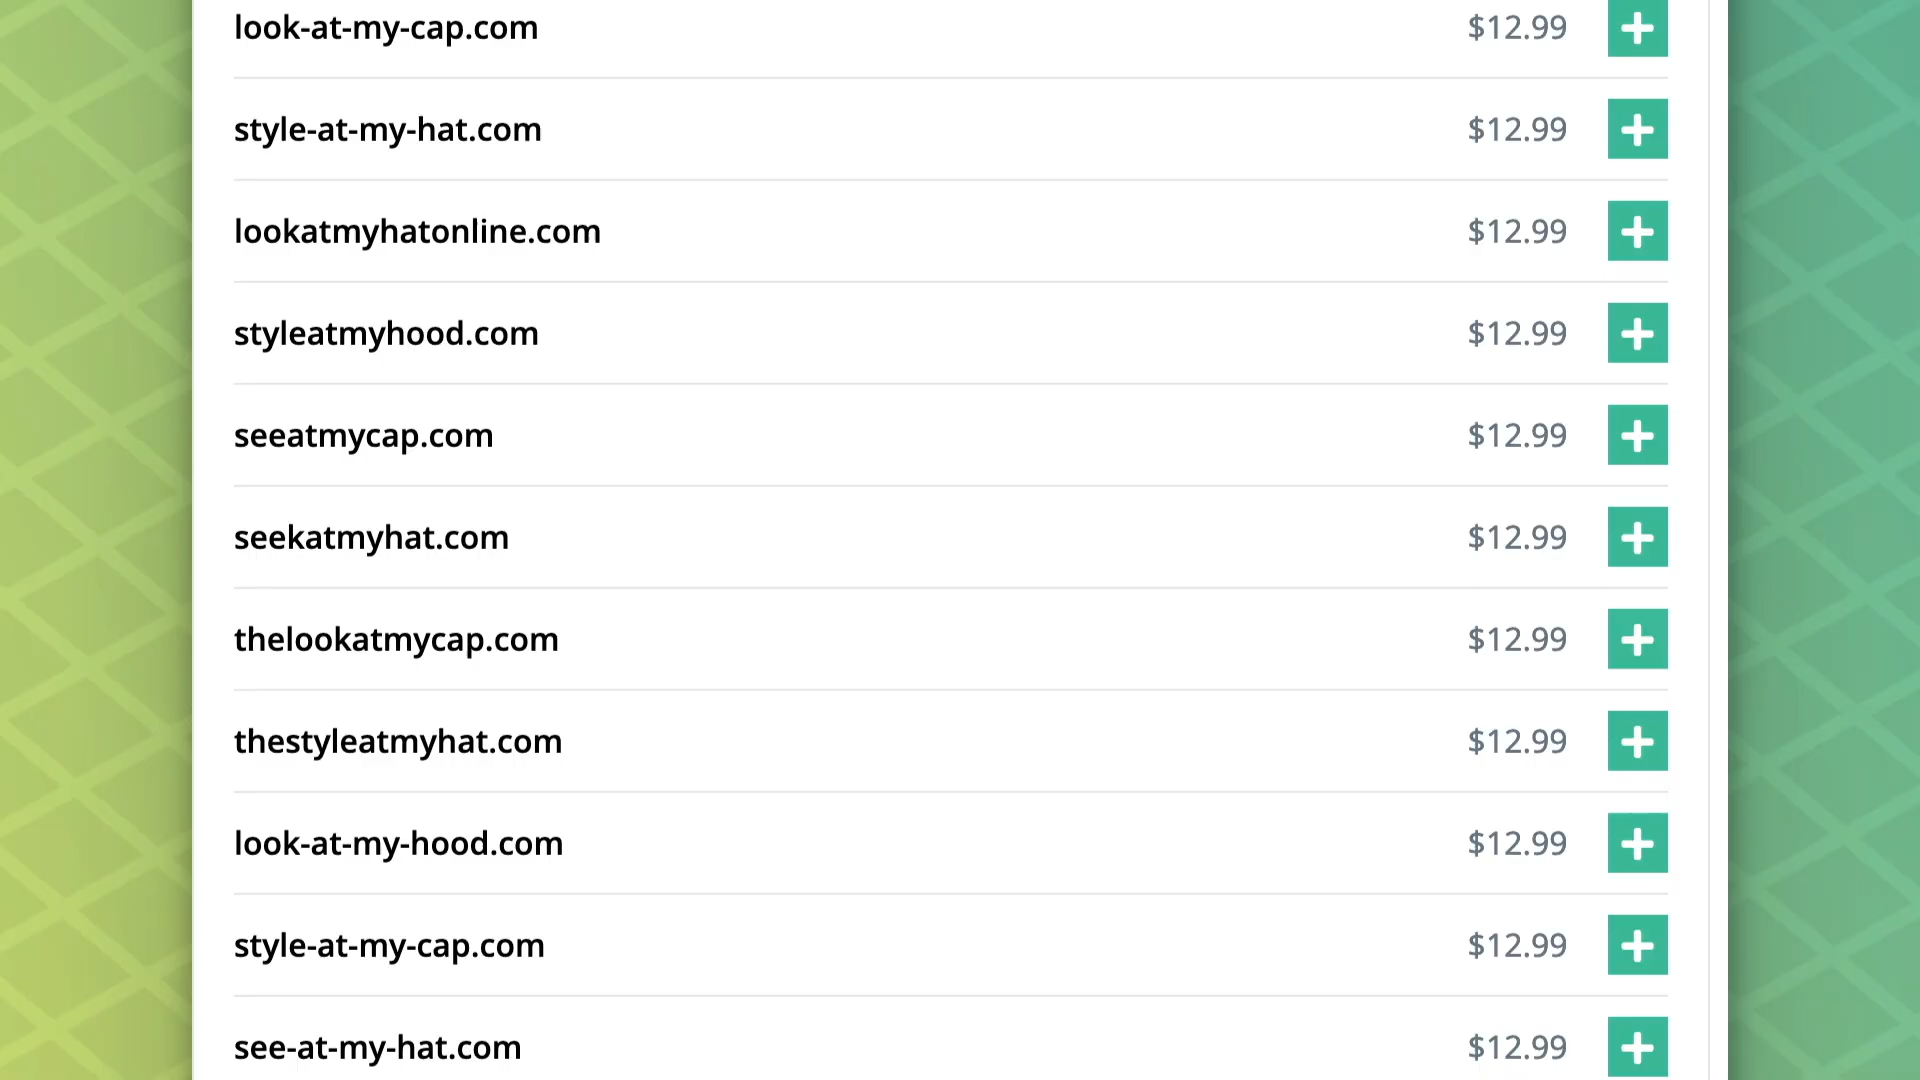 look-at-my-cap.com $12.99
style-at-my-hat.com $12.99
lookatmyhatonline.com $12.99
styleatmyhood.com $12.99
seeatmycap.com $12.99
seekatmyhat.com $12.99
thelookatmycap.com $12.99
thestyleatmyhat.com $12.99
look-at-my-hood.com $12.99
style-at-my-cap.com $12.99
see-at-my-hat.com $12.99